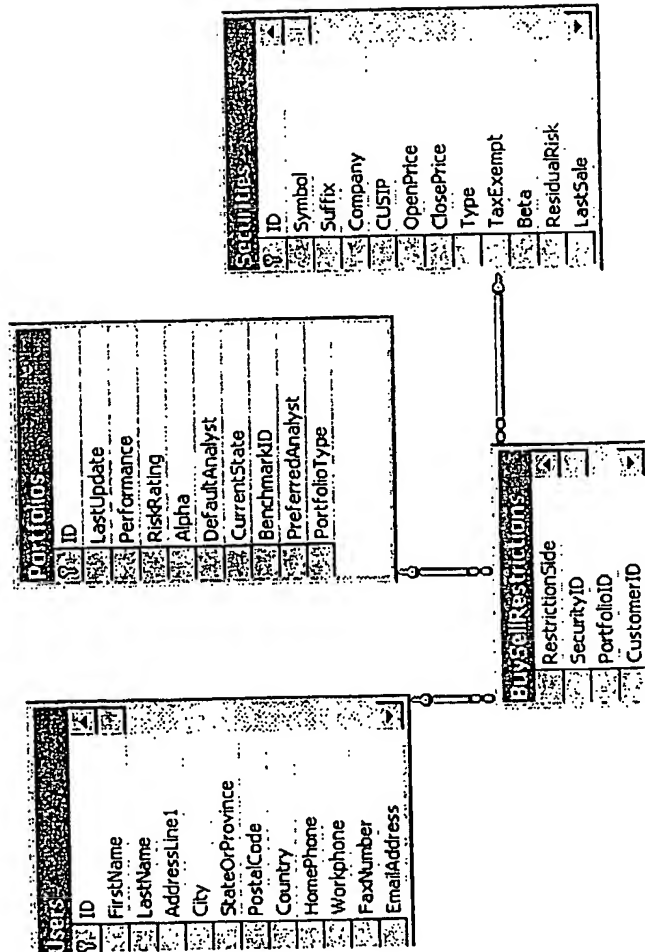 Users
ID
FirstName
LastName
AddressLine1
City
StateOrProvince
PostalCode
Country
HomePhone
Workphone
FaxNumber
EmailAddress
Portfolios
ID
LastUpdate
Performance
RiskRating
Alpha
DefaultAnalyst
CurrentState
BenchmarkID
PreferredAnalyst
PortfolioType
BuySellRestrictions
RestrictionSide
SecurityID
PortfolioID
CustomerID
Securities
ID
Symbol
Suffix
Company
CUSIP
OpenPrice
ClosePrice
Type
TaxExempt
Beta
ResidualRisk
LastSale